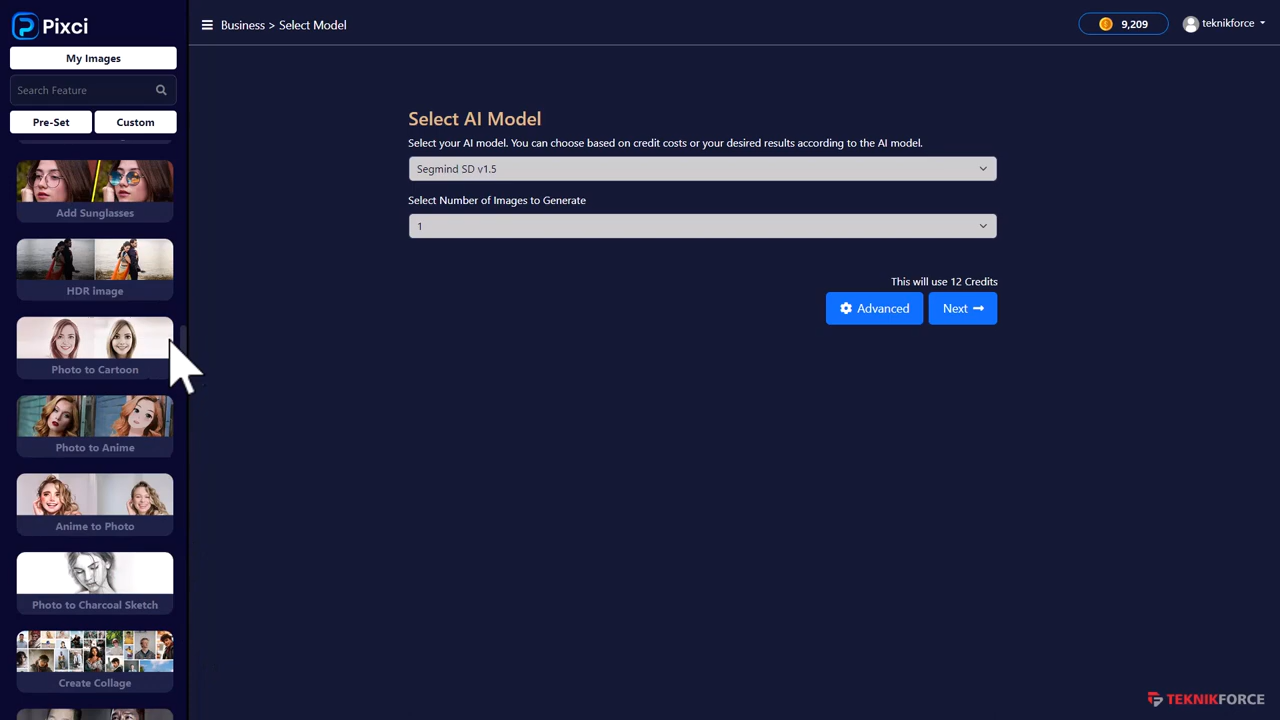 Pixci
My Images
Search Feature
Pre-Set
Custom
Add Sunglasses
HDR image
Photo to Cartoon
Photo to Anime
Anime to Photo
Photo to Charcoal Sketch
Create Collage
Business > Select Model
9,209
teknikforce
Select AI Model
Select your AI model. You can choose based on credit costs or your desired results according to the AI model.
Segmind SD v1.5
Select Number of Images to Generate
1
This will use 12 Credits
Advanced
Next
TEKNIKFORCE